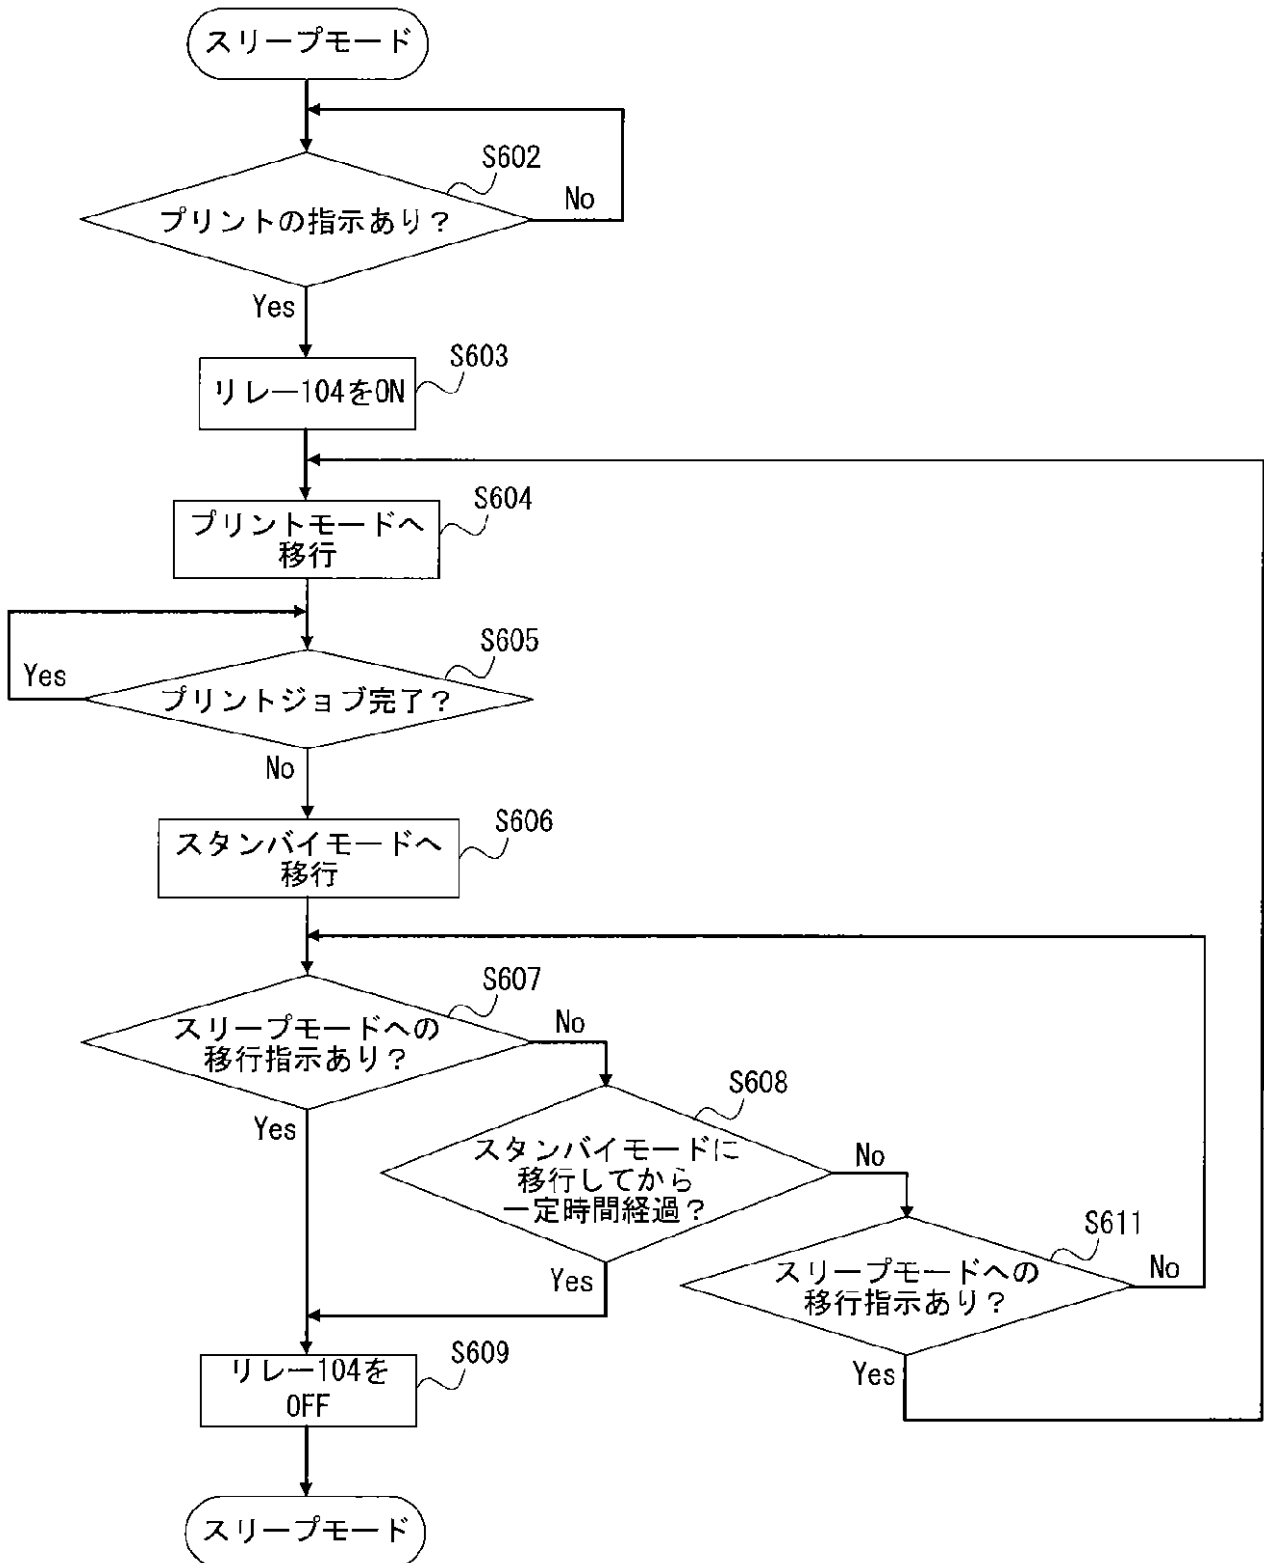 スリープモード
S602
プリントの指示あり？
No
Yes
S603
リレー104をON
S604
プリントモードへ
移行
S605
Yes
プリントジョブ完了？
No
S606
スタンバイモードへ
移行
S607
スリープモードへの
移行指示あり？
No
Yes
S608
スタンバイモードに
移行してから
一定時間経過？
No
Yes
S611
スリープモードへの
移行指示あり？
No
Yes
S609
リレー104を
OFF
スリープモード